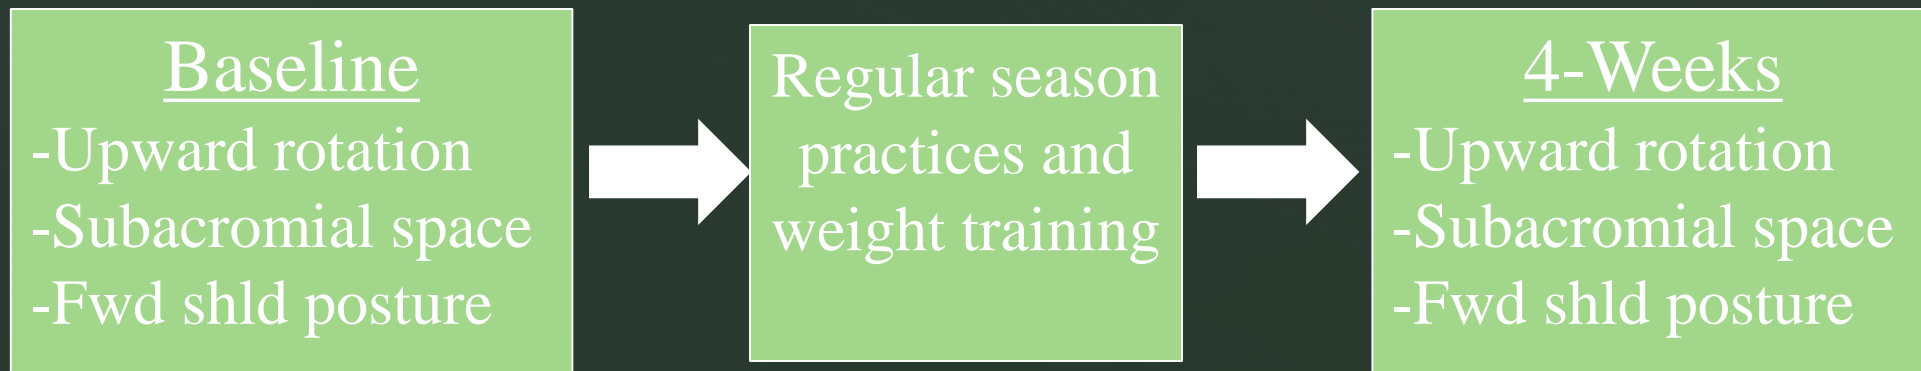 Baseline
-Upward rotation
-Subacromial space
-Fwd shld posture
Regular season
practices and
weight training
4-Weeks
-Upward rotation
-Subacromial space
-Fwd shld posture